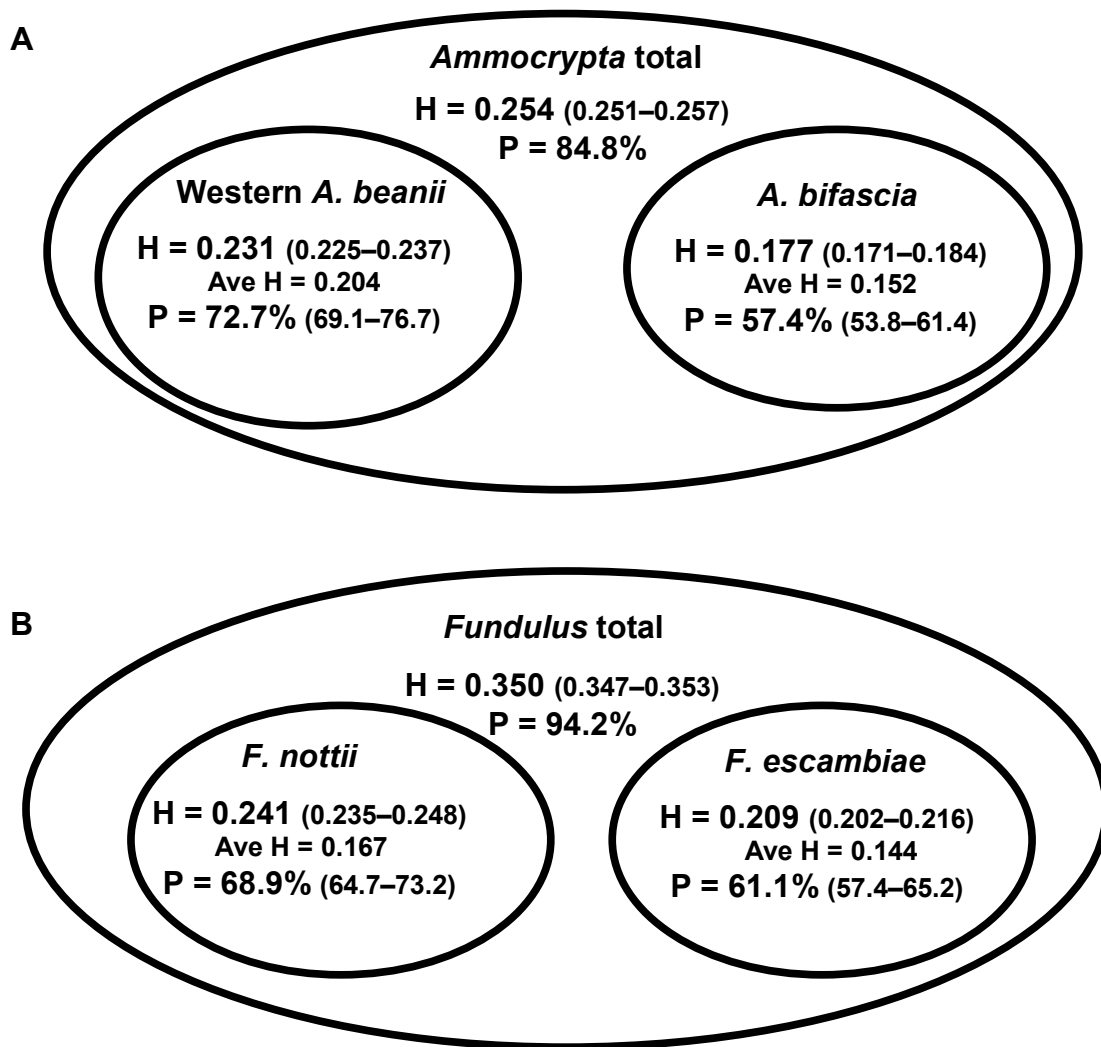 A
Ammocrypta total
H = 0.254 (0.251–0.257)
P = 84.8%
Western A. beanii
H = 0.231 (0.225–0.237)
Ave H = 0.204
P = 72.7% (69.1–76.7)
A. bifascia
H = 0.177 (0.171–0.184)
Ave H = 0.152
P = 57.4% (53.8–61.4)
B
Fundulus total
H = 0.350 (0.347–0.353)
P = 94.2%
F. nottii
H = 0.241 (0.235–0.248)
Ave H = 0.167
P = 68.9% (64.7–73.2)
F. escambiae
H = 0.209 (0.202–0.216)
Ave H = 0.144
P = 61.1% (57.4–65.2)